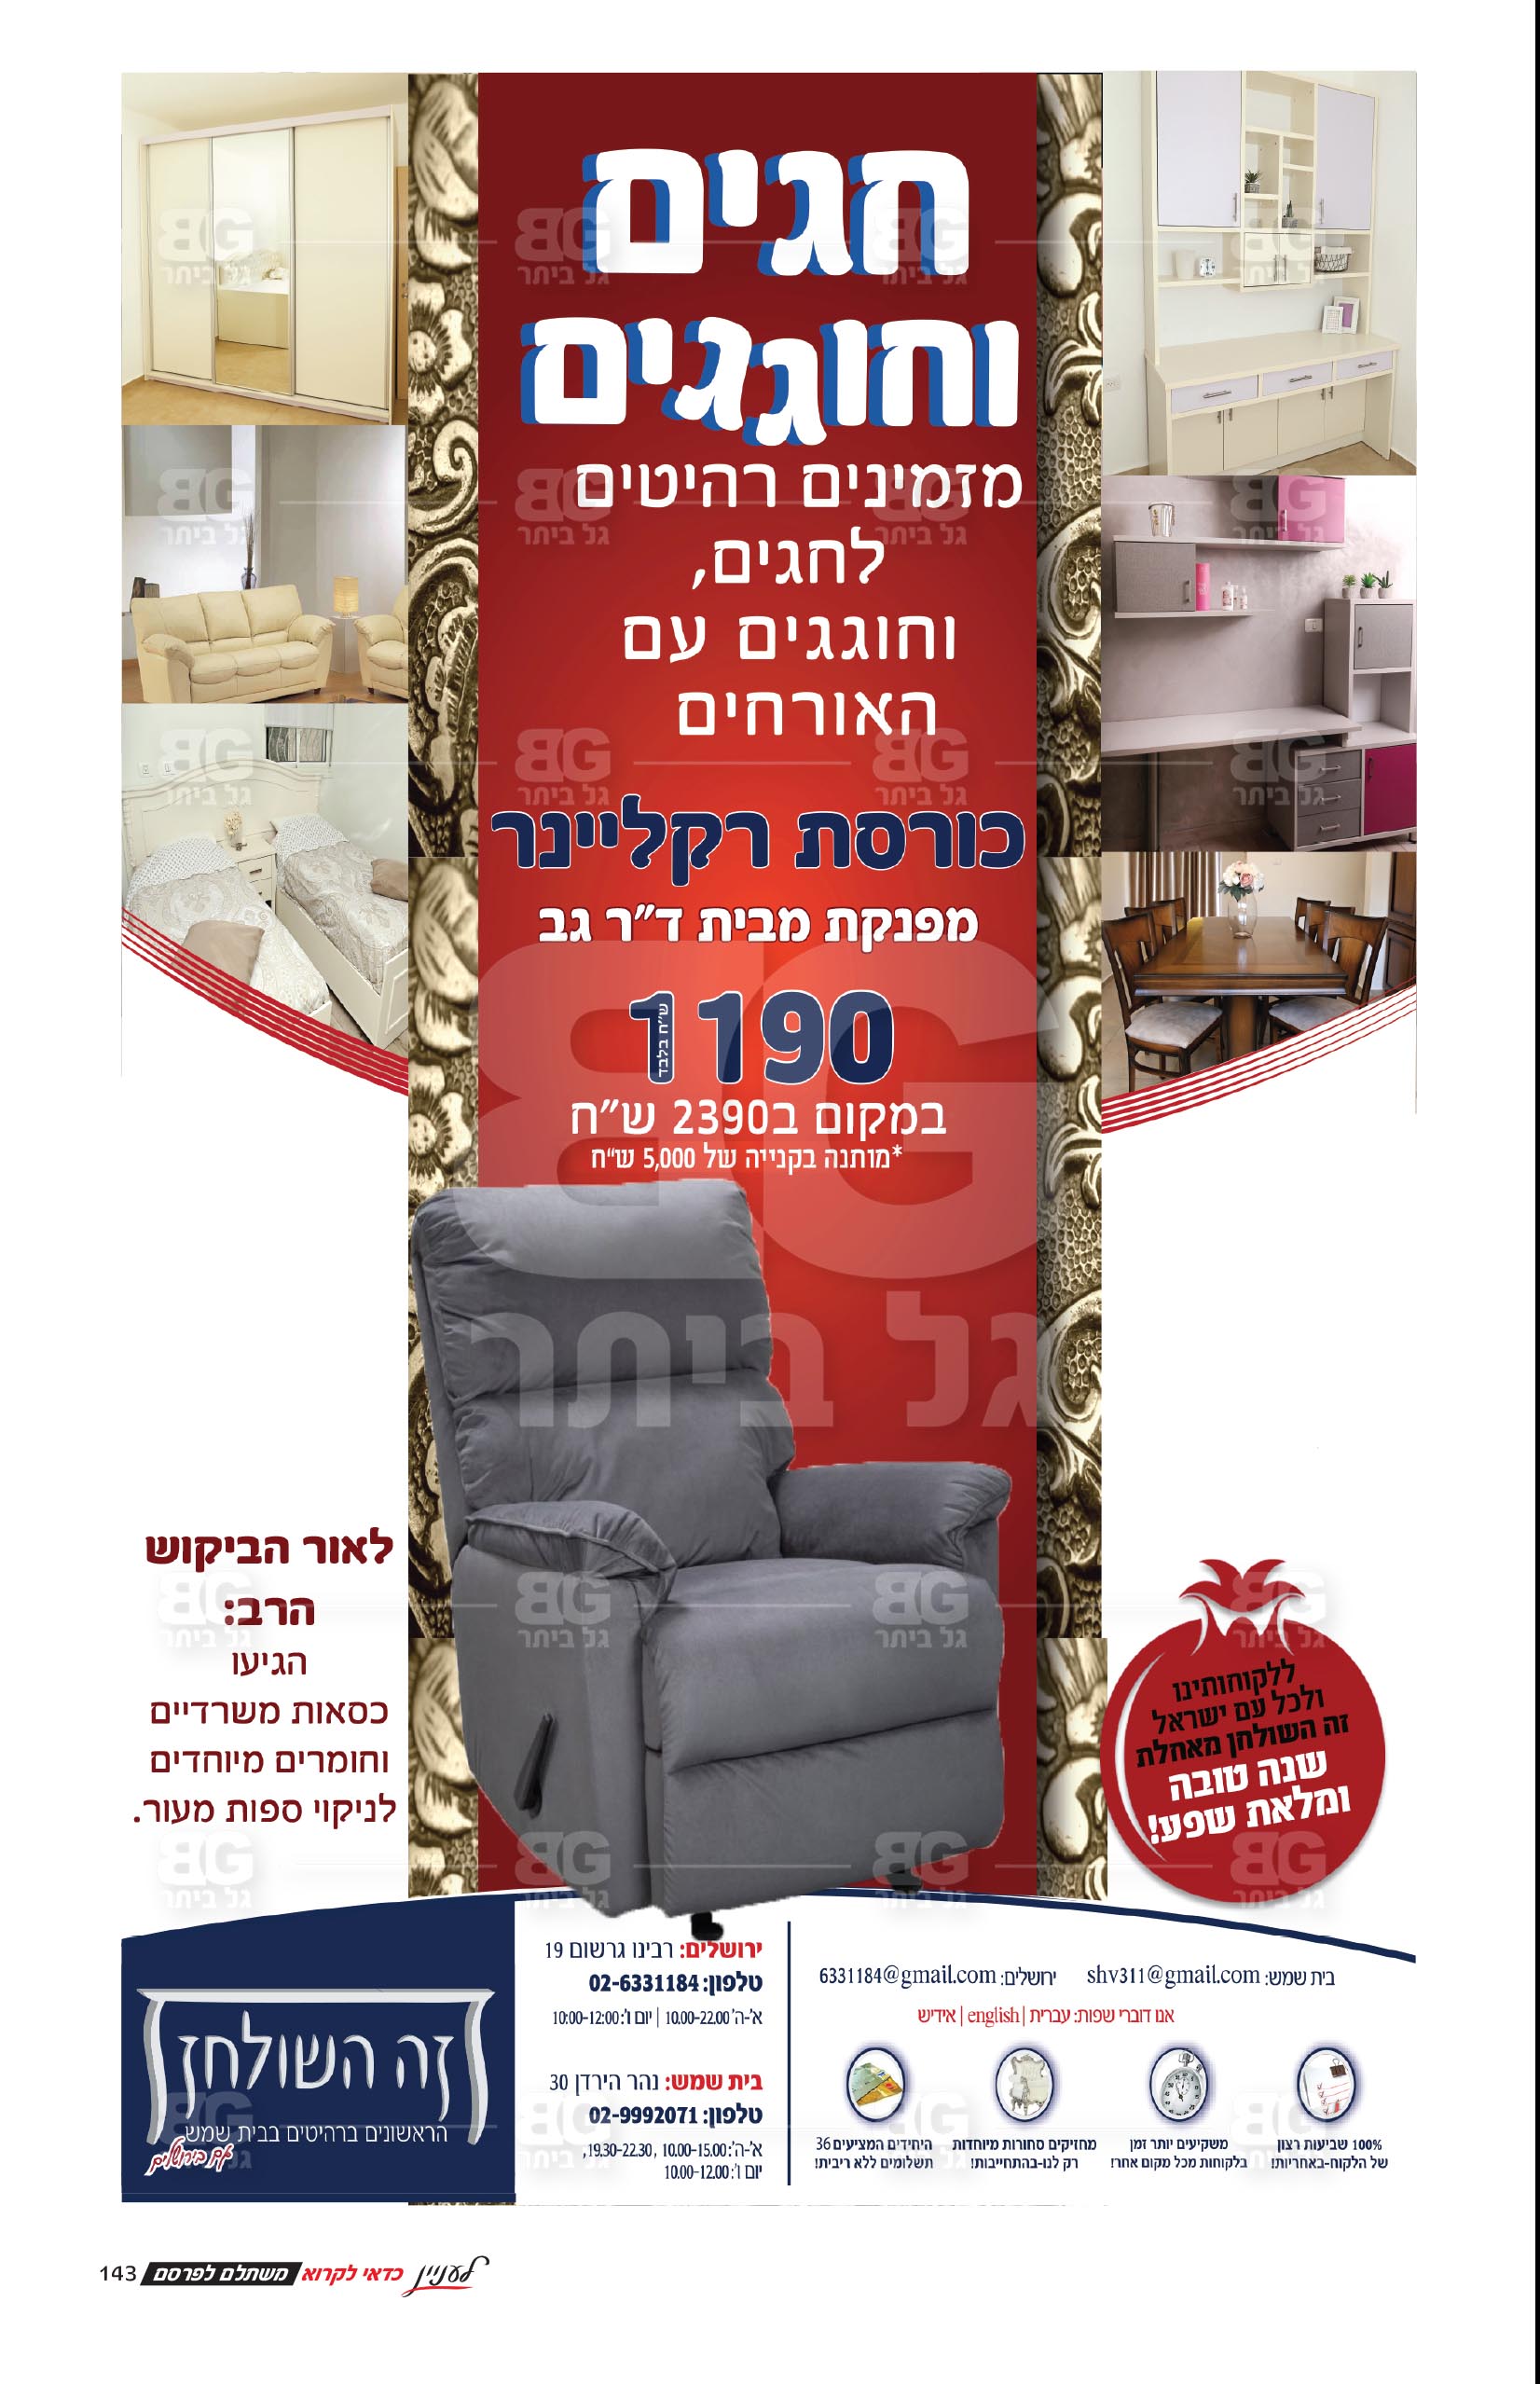 חגים
וחוגגים
מזמינים רהיטים
לחגים,
וחוגגים עם
האורחים
כורסת רקליינר
מפנקת מבית ד"ר גב
1190 ש"ח בלבד
במקום ב2390 ש"ח
*מותנה בקנייה של 5,000 ש"ח
BG
גל ביתר
לאור הביקוש
הרב:
הגיעו
כסאות משרדיים
וחומרים מיוחדים
לניקוי ספות מעור.
ללקוחותינו
ולכל עם ישראל
זה השולחן מאחלת
שנה טובה
ומלאת שפע!
בית שמש: shv311@gmail.com ירושלים: 6331184@gmail.com
אנו דוברי שפות: עברית | english | אידיש
100% שביעות רצון
של הלקוח-באחריות!
משקיעים יותר זמן
בלקוחות מכל מקום אחר!
מחזיקים סחורות מיוחדות
רק לנו-בהתחייבות!
היחידים המציעים 36
תשלומים ללא ריבית!
ירושלים: רבינו גרשום 19
טלפון: 02-6331184
א'-ה' 10.00-22.00 | יום ו': 10:00-12:00
בית שמש: נהר הירדן 30
טלפון: 02-9992071
א'-ה': 10.00-15.00, 19.30-22.30,
יום ו': 10.00-12.00
זה השולחן
הראשונים ברהיטים בבית שמש
גם בירושלים
לעניין כדאי לקרוא משתלם לפרסם 143